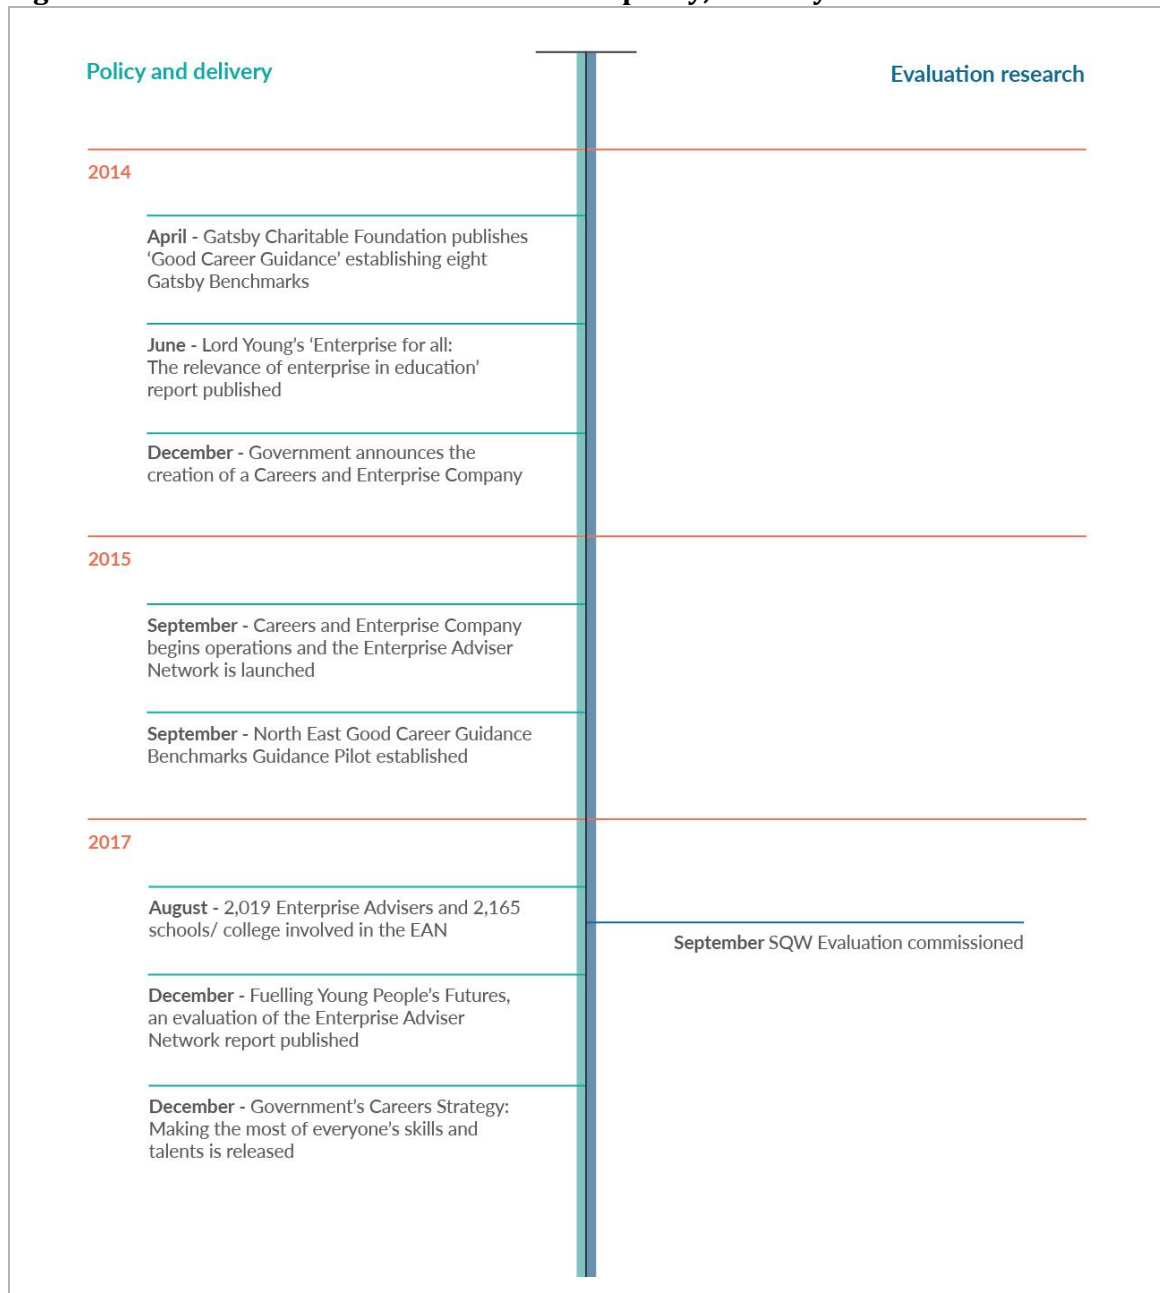 Policy and delivery
Evaluation research
2014
April - Gatsby Charitable Foundation publishes
‘Good Career Guidance’ establishing eight
Gatsby Benchmarks
June - Lord Young’s ‘Enterprise for all:
The relevance of enterprise in education’
report published
December - Government announces the
creation of a Careers and Enterprise Company
2015
September - Careers and Enterprise Company
begins operations and the Enterprise Adviser
Network is launched
September - North East Good Career Guidance
Benchmarks Guidance Pilot established
2017
August - 2,019 Enterprise Advisers and 2,165
schools/ college involved in the EAN
September SQW Evaluation commissioned
December - Fuelling Young People’s Futures,
an evaluation of the Enterprise Adviser
Network report published
December - Government’s Careers Strategy:
Making the most of everyone’s skills and
talents is released